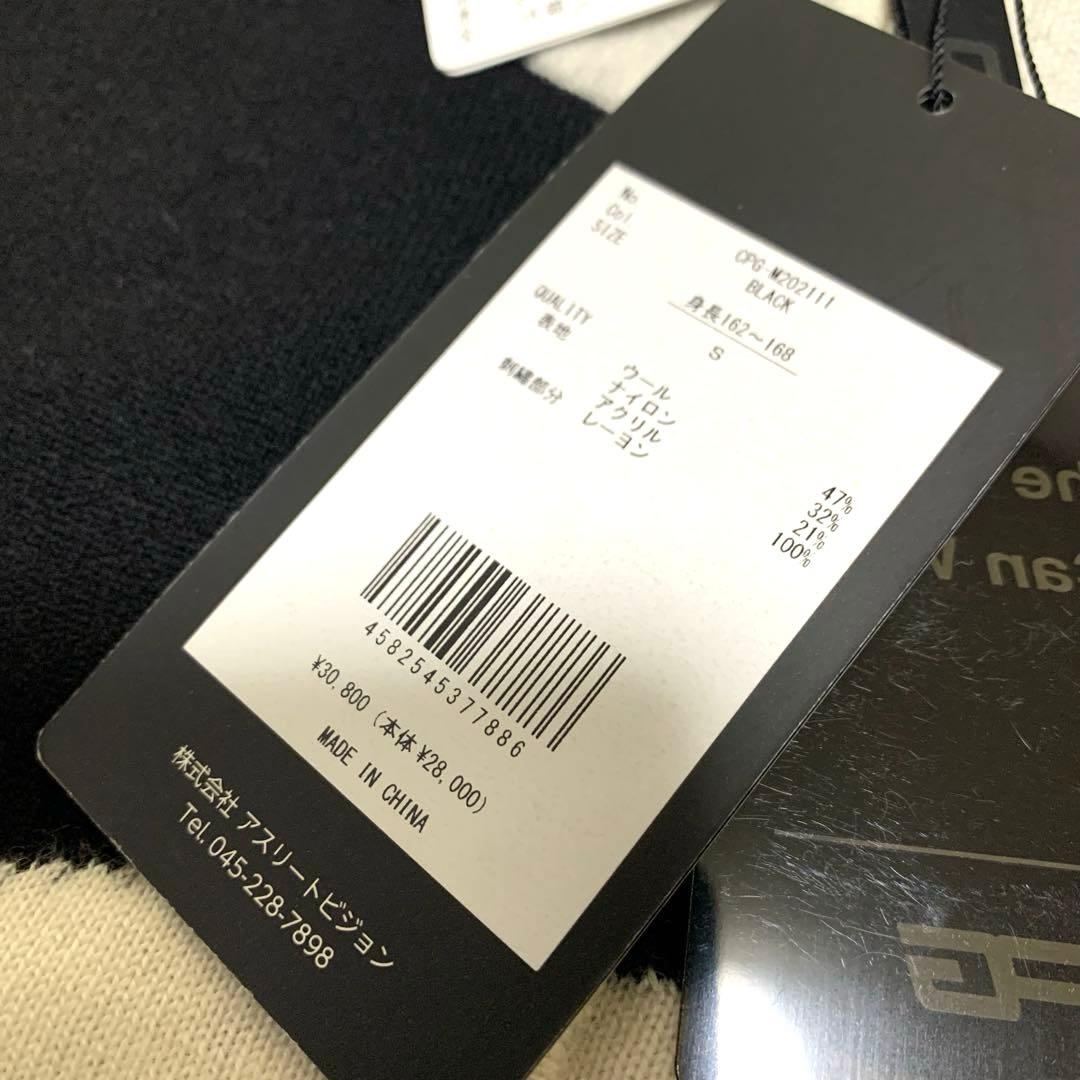 No. CPG-M202111
Col. BLACK
SIZE 身長162～168
S
QUALITY
表地 ウール 47%
ナイロン 32%
アクリル 21%
刺繍部分 レーヨン 100%
4582545377886
¥30,800 (本体 ¥28,000)
MADE IN CHINA
株式会社 アスリートビジョン
Tel. 045-228-7898
he
can